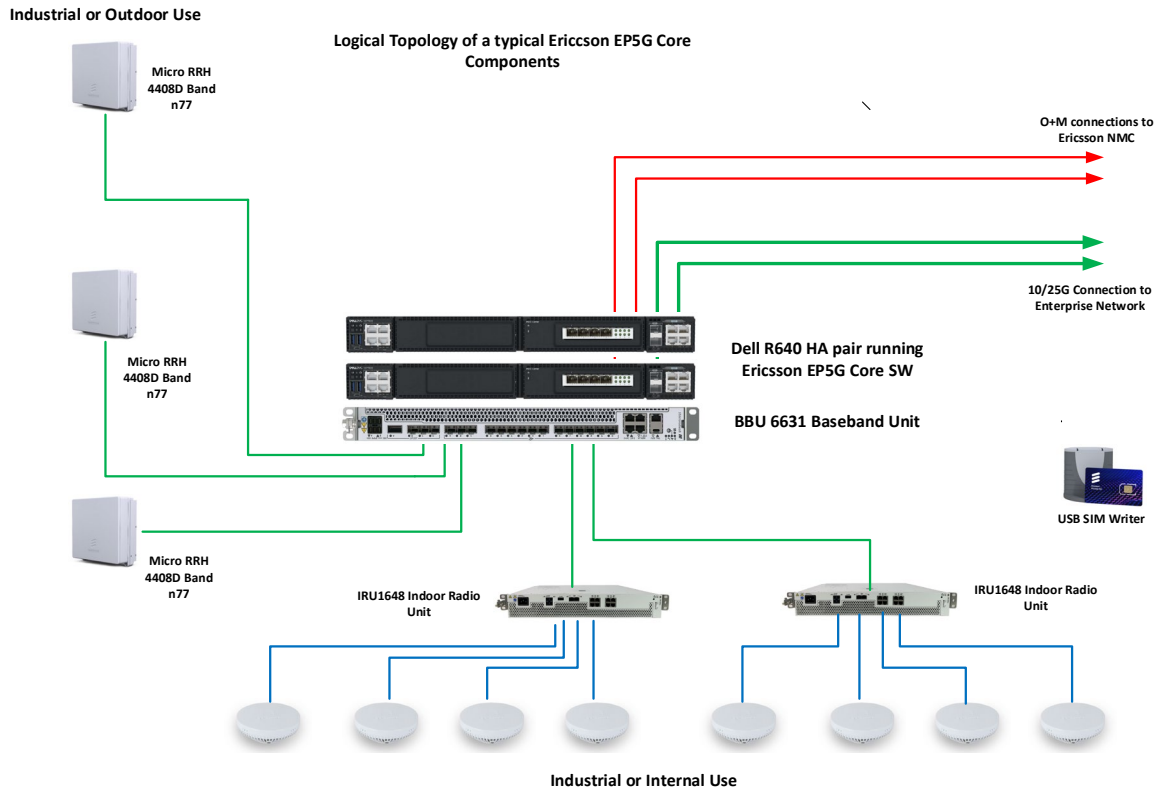 Industrial or Outdoor Use
Logical Topology of a typical Ericcson EP5G Core
Components
Micro RRH
4408D Band
n77
O+M connections to
Ericsson NMC
10/25G Connection to
Enterprise Network
Micro RRH
4408D Band
n77
Dell R640 HA pair running
Ericsson EP5G Core SW
BBU 6631 Baseband Unit
USB SIM Writer
Micro RRH
4408D Band
n77
IRU1648 Indoor Radio
Unit
IRU1648 Indoor Radio
Unit
Industrial or Internal Use